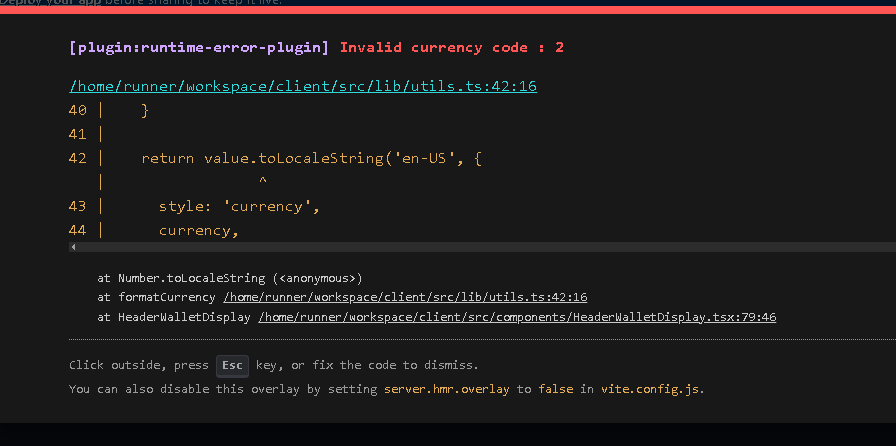 Deploy your app before sharing to keep it live.
[plugin:runtime-error-plugin] Invalid currency code : 2
/home/runner/workspace/client/src/lib/utils.ts:42:16
40 |    }
41 |
42 |    return value.toLocaleString('en-US', {
   |                 ^
43 |      style: 'currency',
44 |      currency,
at Number.toLocaleString (<anonymous>)
at formatCurrency /home/runner/workspace/client/src/lib/utils.ts:42:16
at HeaderWalletDisplay /home/runner/workspace/client/src/components/HeaderWalletDisplay.tsx:79:46
Click outside, press Esc key, or fix the code to dismiss.
You can also disable this overlay by setting server.hmr.overlay to false in vite.config.js.